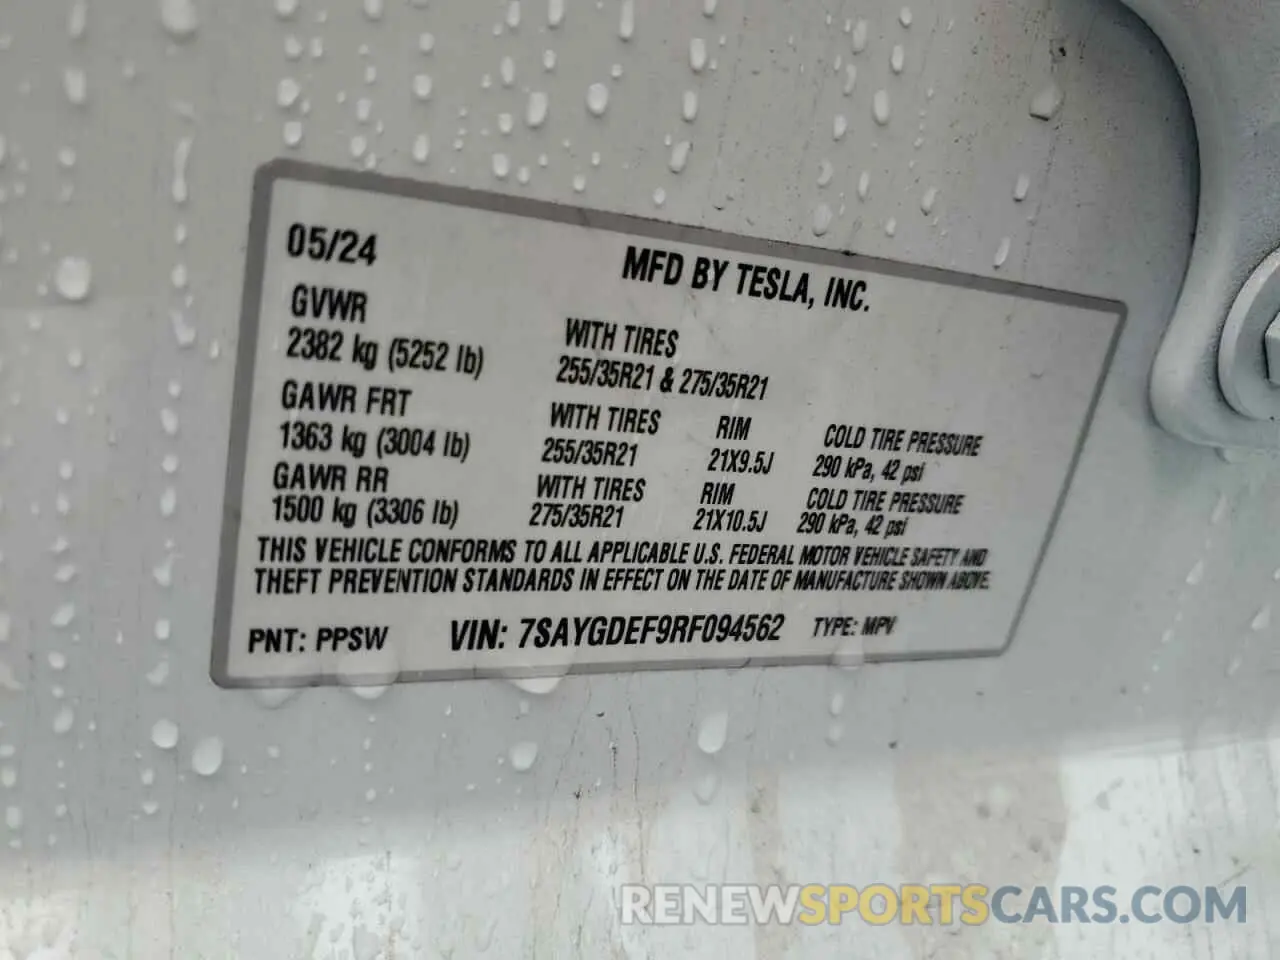 05/24
MFD BY TESLA, INC.
GVWR
2382 kg (5252 lb)
WITH TIRES
255/35R21 & 275/35R21
GAWR FRT
1363 kg (3004 lb)
WITH TIRES
255/35R21
RIM
21X9.5J
COLD TIRE PRESSURE
290 kPa, 42 psi
GAWR RR
1500 kg (3306 lb)
WITH TIRES
275/35R21
RIM
21X10.5J
COLD TIRE PRESSURE
290 kPa, 42 psi
THIS VEHICLE CONFORMS TO ALL APPLICABLE U.S. FEDERAL MOTOR VEHICLE SAFETY AND
THEFT PREVENTION STANDARDS IN EFFECT ON THE DATE OF MANUFACTURE SHOWN ABOVE.
PNT: PPSW VIN: 7SAYGDEF9RF094562 TYPE: MPV
RENEWSPORTSCARS.COM